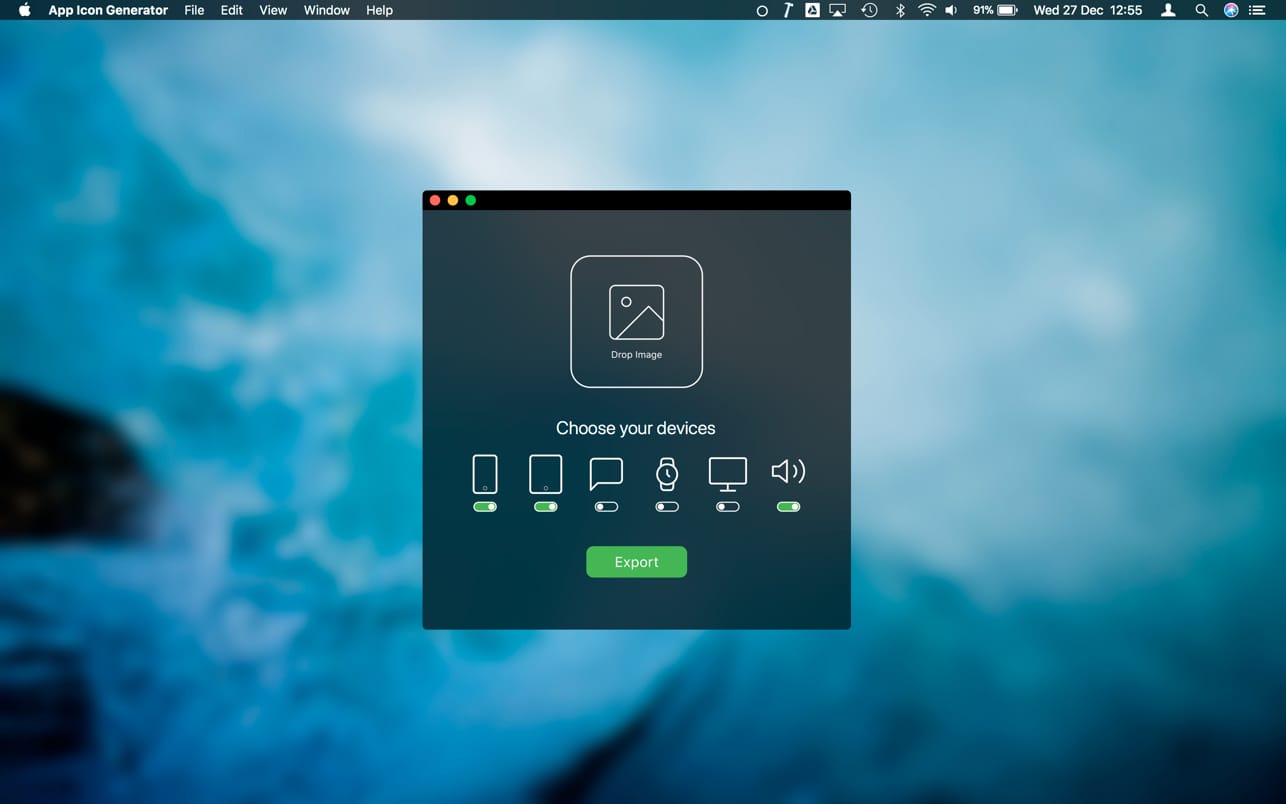 App Icon Generator File Edit View Window Help 91% Wed 27 Dec 12:55
Drop Image
Choose your devices
Export